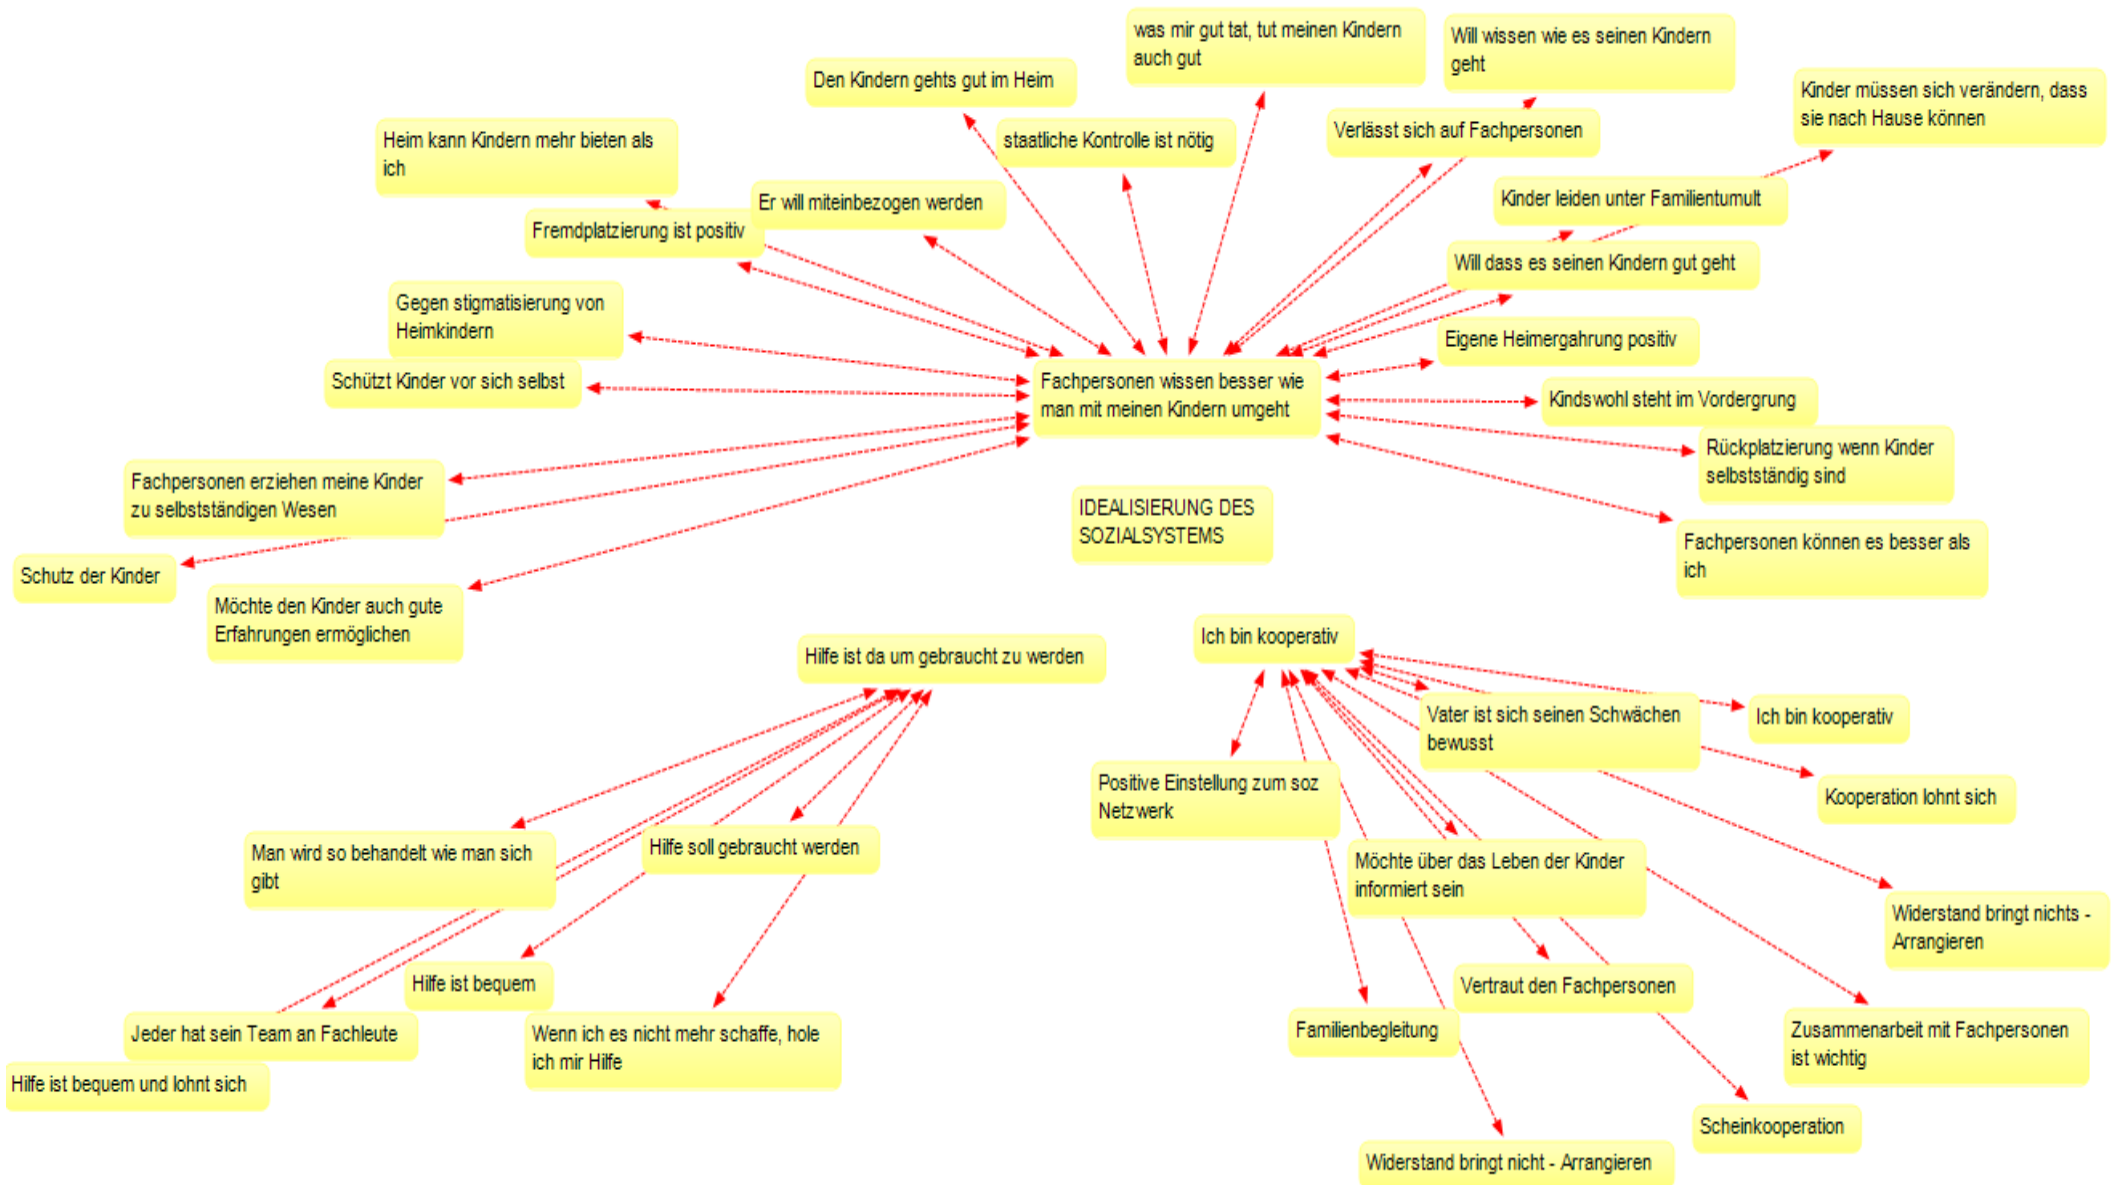 was mir gut tat, tut meinen Kindern
auch gut
Will wissen wie es seinen Kindern
geht
Den Kindern gehts gut im Heim
Kinder müssen sich verändern, dass
sie nach Hause können
staatliche Kontrolle ist nötig
Verlässt sich auf Fachpersonen
Heim kann Kindern mehr bieten als
ich
Er will miteinbezogen werden
Kinder leiden unter Familientumult
Fremdplatzierung ist positiv
Will dass es seinen Kindern gut geht
Gegen stigmatisierung von
Heimkindern
Eigene Heimergahrung positiv
Schützt Kinder vor sich selbst
Fachpersonen wissen besser wie
man mit meinen Kindern umgeht
Kindswohl steht im Vordergrung
Rückplatzierung wenn Kinder
selbstständig sind
Fachpersonen erziehen meine Kinder
zu selbstständigen Wesen
IDEALISIERUNG DES
SOZIALSYSTEMS
Fachpersonen können es besser als
ich
Schutz der Kinder
Möchte den Kinder auch gute
Erfahrungen ermöglichen
Hilfe ist da um gebraucht zu werden
Ich bin kooperativ
Vater ist sich seinen Schwächen
bewusst
Ich bin kooperativ
Positive Einstellung zum soz
Netzwerk
Kooperation lohnt sich
Man wird so behandelt wie man sich
gibt
Hilfe soll gebraucht werden
Möchte über das Leben der Kinder
informiert sein
Widerstand bringt nichts -
Arrangieren
Hilfe ist bequem
Vertraut den Fachpersonen
Jeder hat sein Team an Fachleute
Wenn ich es nicht mehr schaffe, hole
ich mir Hilfe
Familienbegleitung
Zusammenarbeit mit Fachpersonen
ist wichtig
Hilfe ist bequem und lohnt sich
Scheinkooperation
Widerstand bringt nicht - Arrangieren